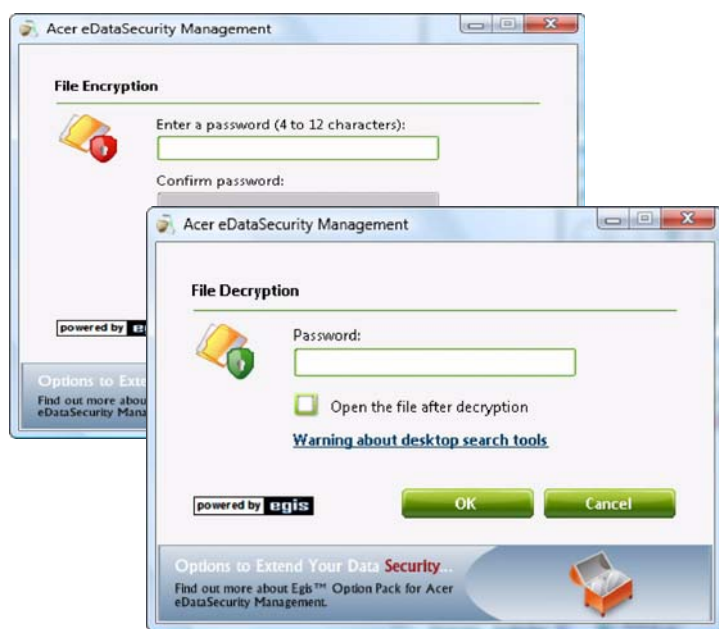 Acer eDataSecurity Management
File Encryption
Enter a password (4 to 12 characters):
Confirm password:
powered by
Options to
Find out more
eDataSecurity
Acer eDataSecurity Management
File Decryption
Password:
Open the file after decryption
Warning about desktop search tools
powered by egis
OK
Cancel
Options to Extend Your Data Security...
Find out more about Egis™ Option Pack for Acer
eDataSecurity Management.